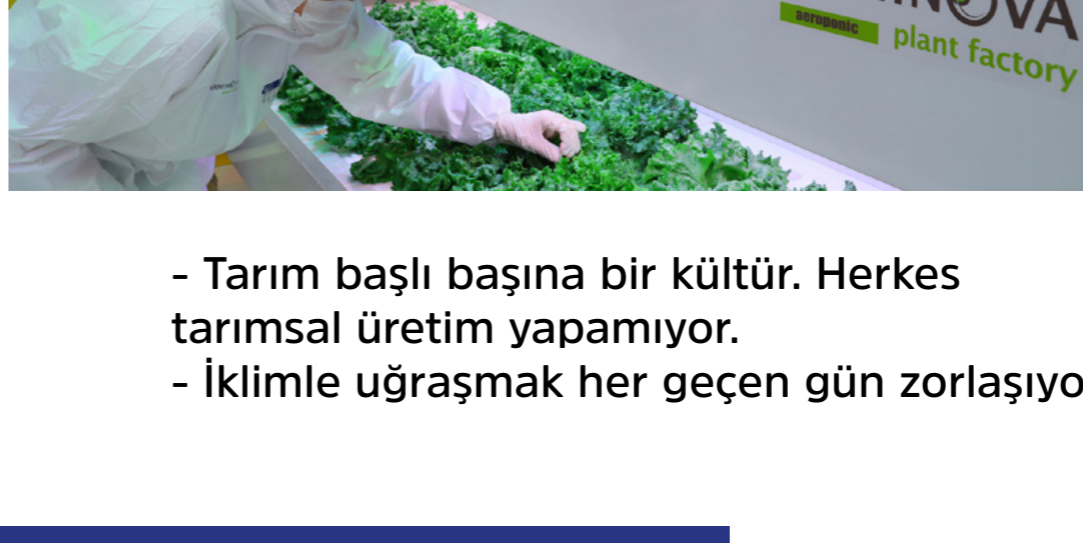 aeroponic
plant factory
- Tarım başlı başına bir kültür. Herkes
tarımsal üretim yapamıyor.
- İklimle uğraşmak her geçen gün zorlaşıyo